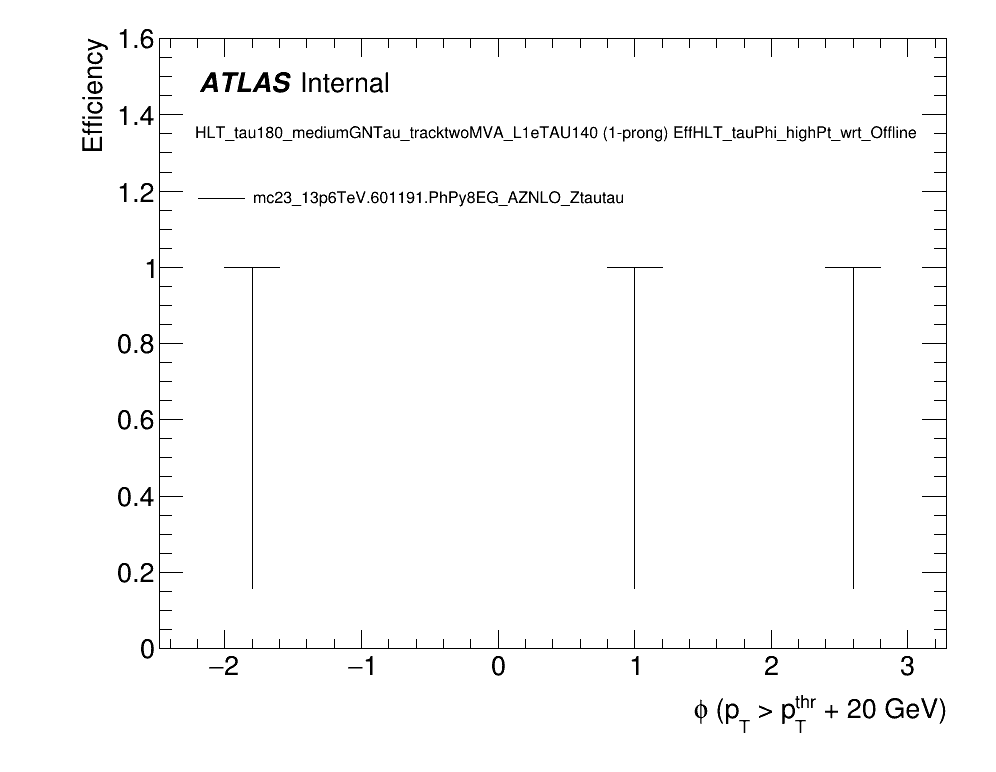 Efficiency
1.6
1.4
1.2
1
0.8
0.6
0.4
0.2
0
ATLAS Internal
HLT_tau180_mediumGNTau_tracktwoMVA_L1eTAU140 (1-prong) EffHLT_tauPhi_highPt_wrt_Offline
mc23_13p6TeV.601191.PhPy8EG_AZNLO_Ztautau
−2 −1 0 1 2 3
ϕ (p_T > p_T^thr + 20 GeV)